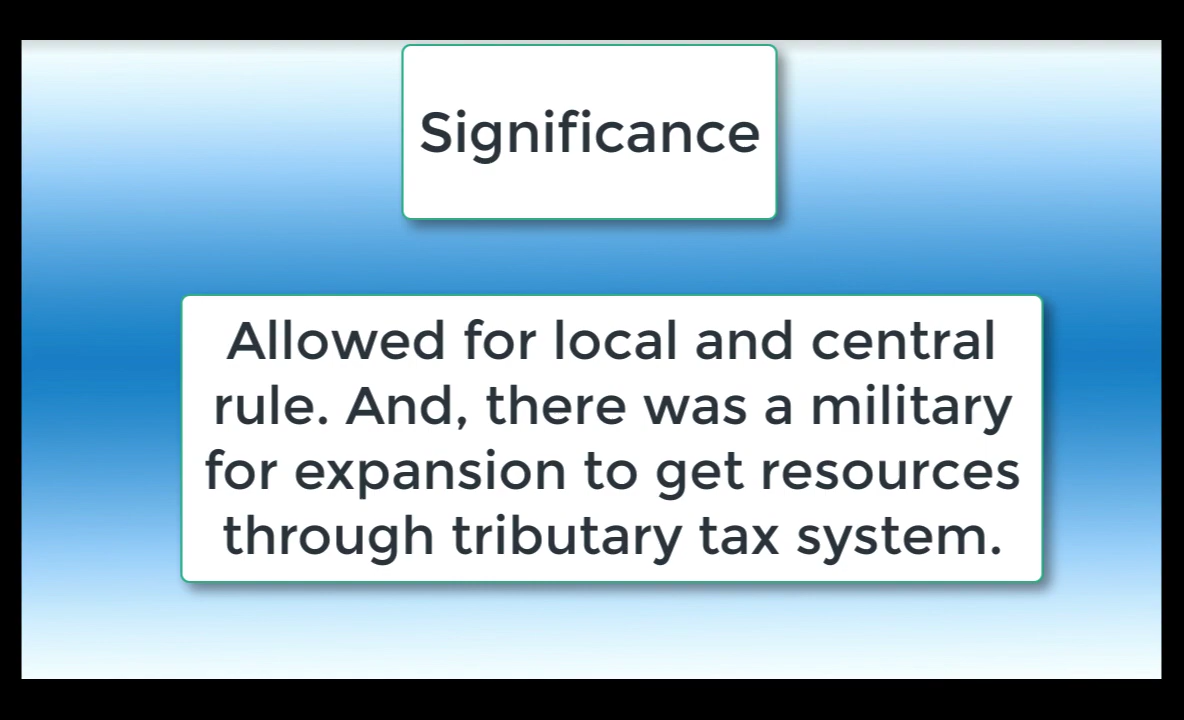 Significance
Allowed for local and central
rule. And, there was a military
for expansion to get resources
through tributary tax system.